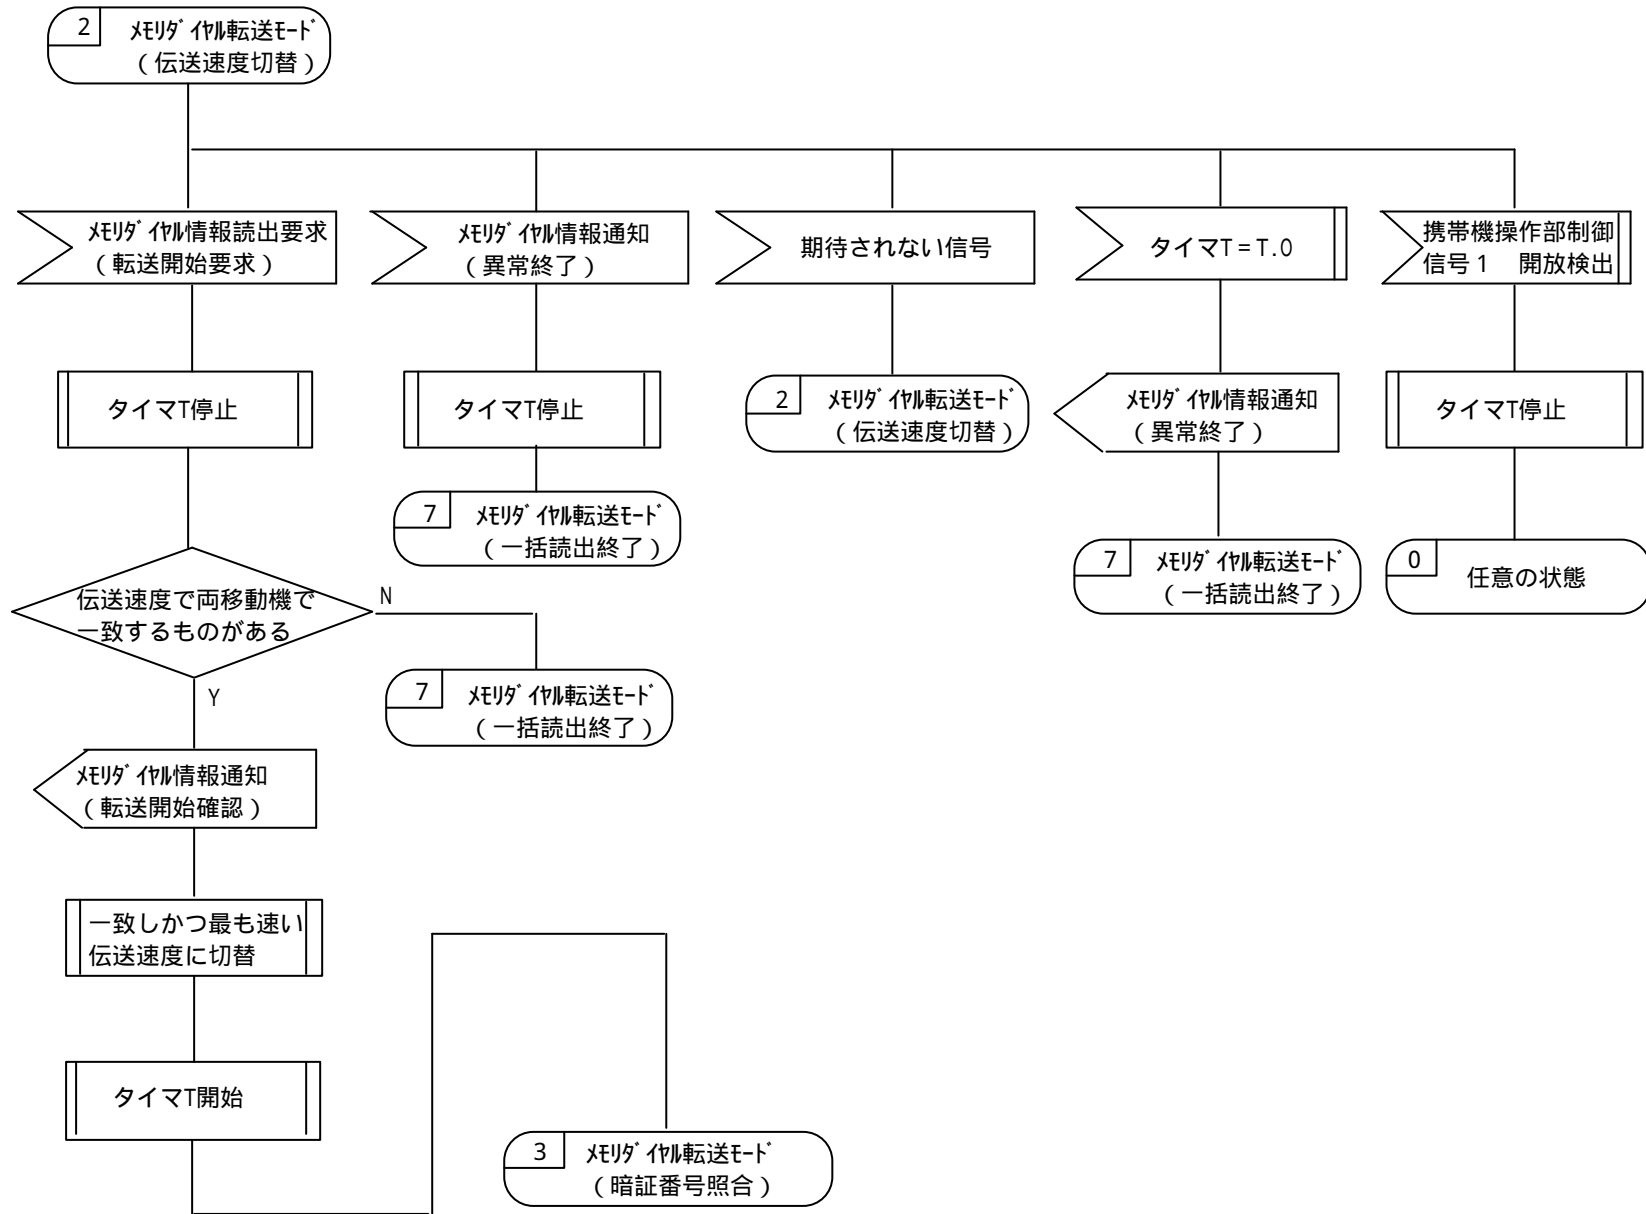 2
ﾒﾓﾘﾀﾞｲﾔﾙ転送ﾓｰﾄﾞ
（伝送速度切替）
ﾒﾓﾘﾀﾞｲﾔﾙ情報読出要求
（転送開始要求）
ﾒﾓﾘﾀﾞｲﾔﾙ情報通知
（異常終了）
期待されない信号
タイマT=T.0
携帯機操作部制御
信号1　開放検出
タイマT停止
タイマT停止
2
ﾒﾓﾘﾀﾞｲﾔﾙ転送ﾓｰﾄﾞ
（伝送速度切替）
ﾒﾓﾘﾀﾞｲﾔﾙ情報通知
（異常終了）
タイマT停止
7
ﾒﾓﾘﾀﾞｲﾔﾙ転送ﾓｰﾄﾞ
（一括読出終了）
7
ﾒﾓﾘﾀﾞｲﾔﾙ転送ﾓｰﾄﾞ
（一括読出終了）
0
任意の状態
伝送速度で両移動機で
一致するものがある
N
Y
7
ﾒﾓﾘﾀﾞｲﾔﾙ転送ﾓｰﾄﾞ
（一括読出終了）
ﾒﾓﾘﾀﾞｲﾔﾙ情報通知
（転送開始確認）
一致しかつ最も速い
伝送速度に切替
タイマT開始
3
ﾒﾓﾘﾀﾞｲﾔﾙ転送ﾓｰﾄﾞ
（暗証番号照合）